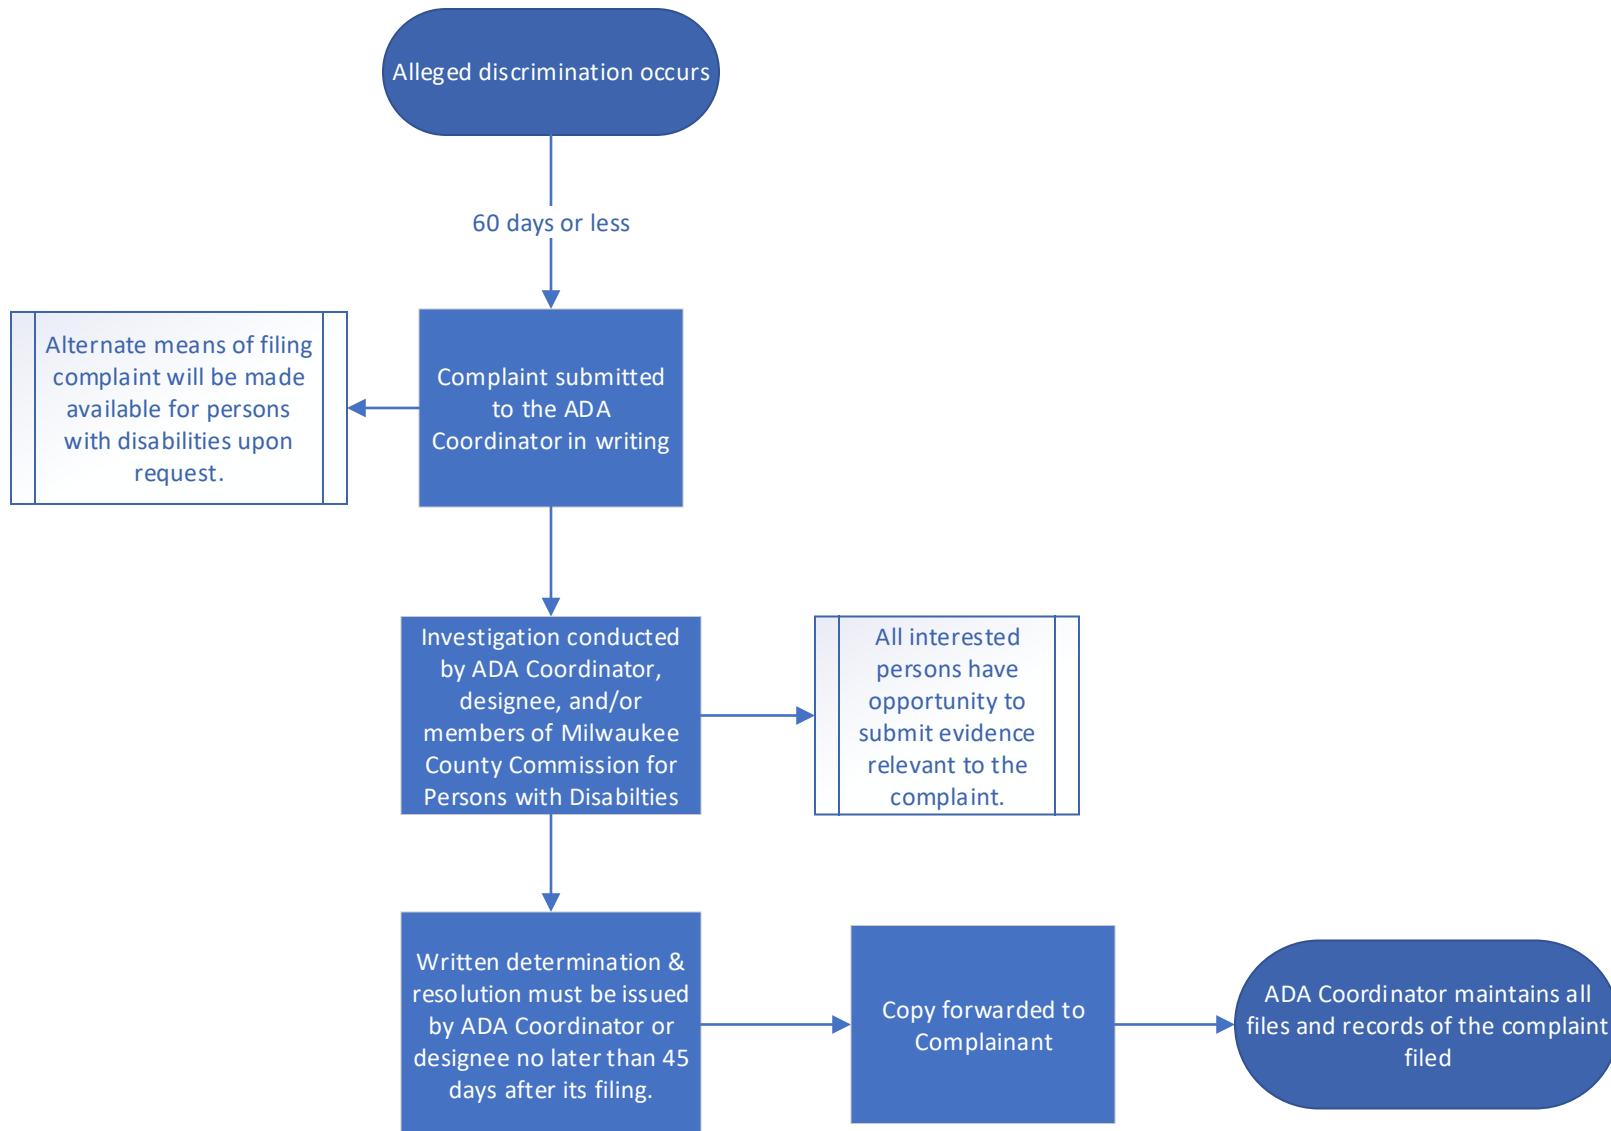 Alleged discrimination occurs
60 days or less
Alternate means of filing
complaint will be made
available for persons
with disabilities upon
request.
Complaint submitted
to the ADA
Coordinator in writing
Investigation conducted
by ADA Coordinator,
designee, and/or
members of Milwaukee
County Commission for
Persons with Disabilties
All interested
persons have
opportunity to
submit evidence
relevant to the
complaint.
Written determination &
resolution must be issued
by ADA Coordinator or
designee no later than 45
days after its filing.
Copy forwarded to
Complainant
ADA Coordinator maintains all
files and records of the complaint
filed